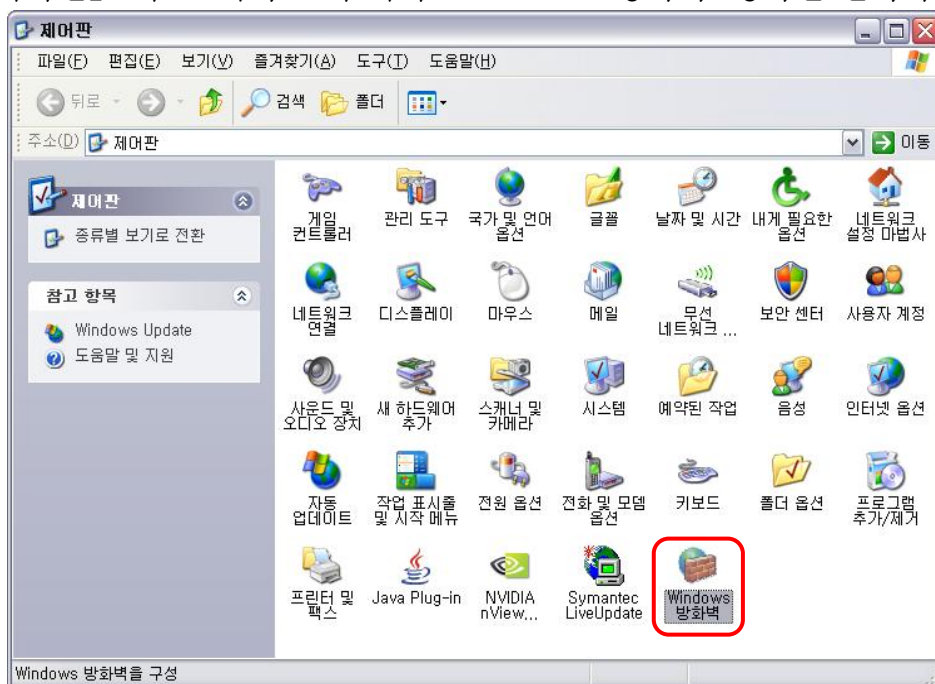 제어판
파일(F) 편집(E) 보기(V) 즐겨찾기(A) 도구(T) 도움말(H)
뒤로 검색 폴더
주소(D) 제어판 이동
제어판
종류별 보기로 전환
참고 항목
Windows Update
도움말 및 지원
게임
컨트롤러
관리 도구
국가 및 언어
옵션
글꼴
날짜 및 시간
내게 필요한
옵션
네트워크
설정 마법사
네트워크
연결
디스플레이
마우스
메일
무선
네트워크 ...
보안 센터
사용자 계정
사운드 및
오디오 장치
새 하드웨어
추가
스캐너 및
카메라
시스템
예약된 작업
음성
인터넷 옵션
자동
업데이트
작업 표시줄
및 시작 메뉴
전원 옵션
전화 및 모뎀
옵션
키보드
폴더 옵션
프로그램
추가/제거
프린터 및
팩스
Java Plug-in
NVIDIA
nView...
Symantec
LiveUpdate
Windows
방화벽
Windows 방화벽을 구성